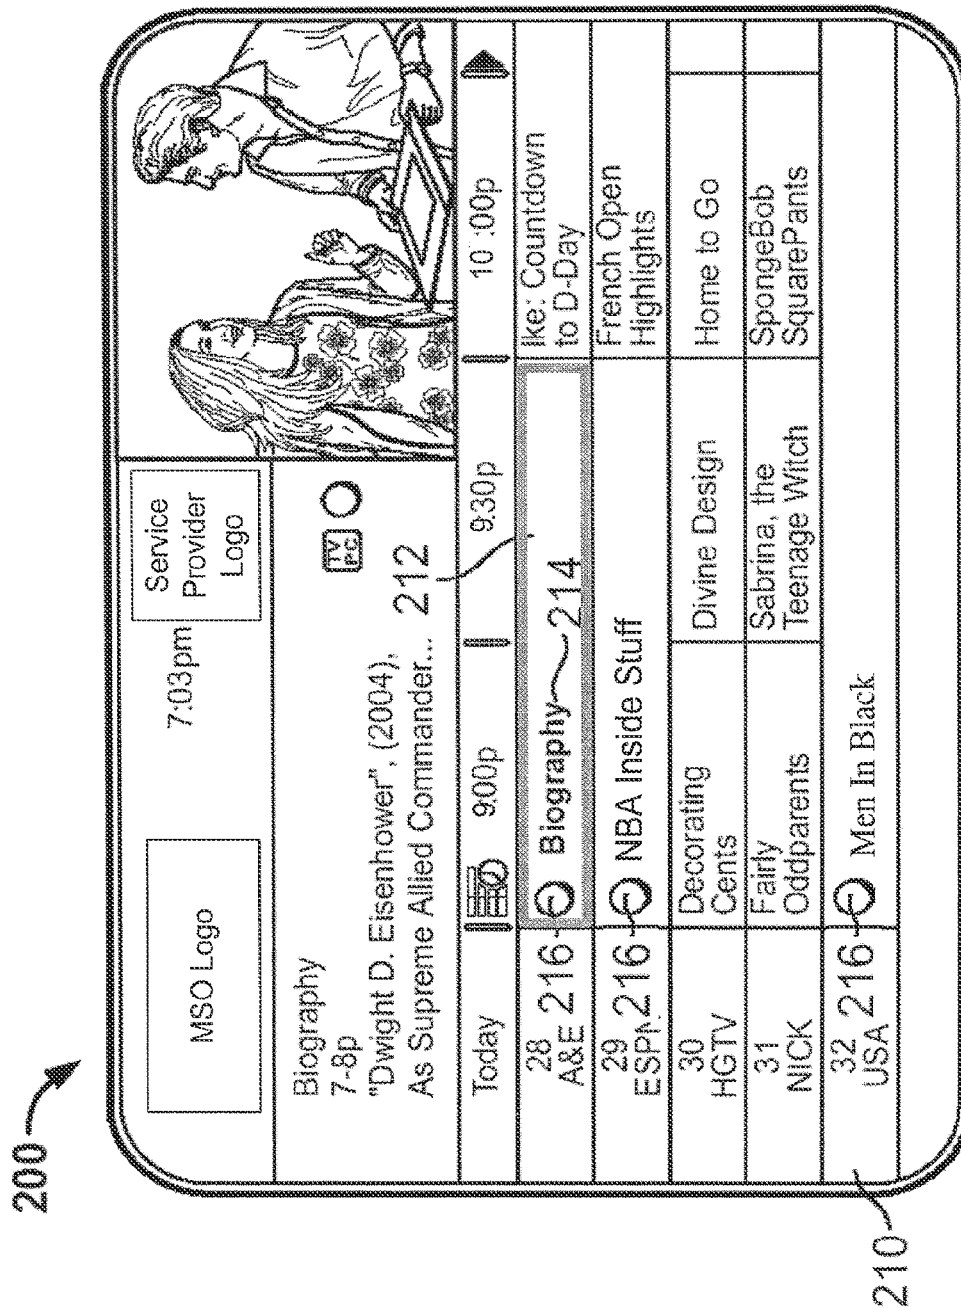 200
MSO Logo
7:03pm
Service
Provider
Logo
Biography
7-8p
"Dwight D. Eisenhower", (2004),
As Supreme Allied Commander...
TV
PG
212
Today
9:00p
9:30p
10:00p
28
A&E
216
Biography
214
Ike: Countdown
to D-Day
29
ESPN
216
NBA Inside Stuff
French Open
Highlights
30
HGTV
Decorating
Cents
Divine Design
Home to Go
31
NICK
Fairly
Oddparents
Sabrina, the
Teenage Witch
SpongeBob
SquarePants
32
USA
216
Men In Black
210